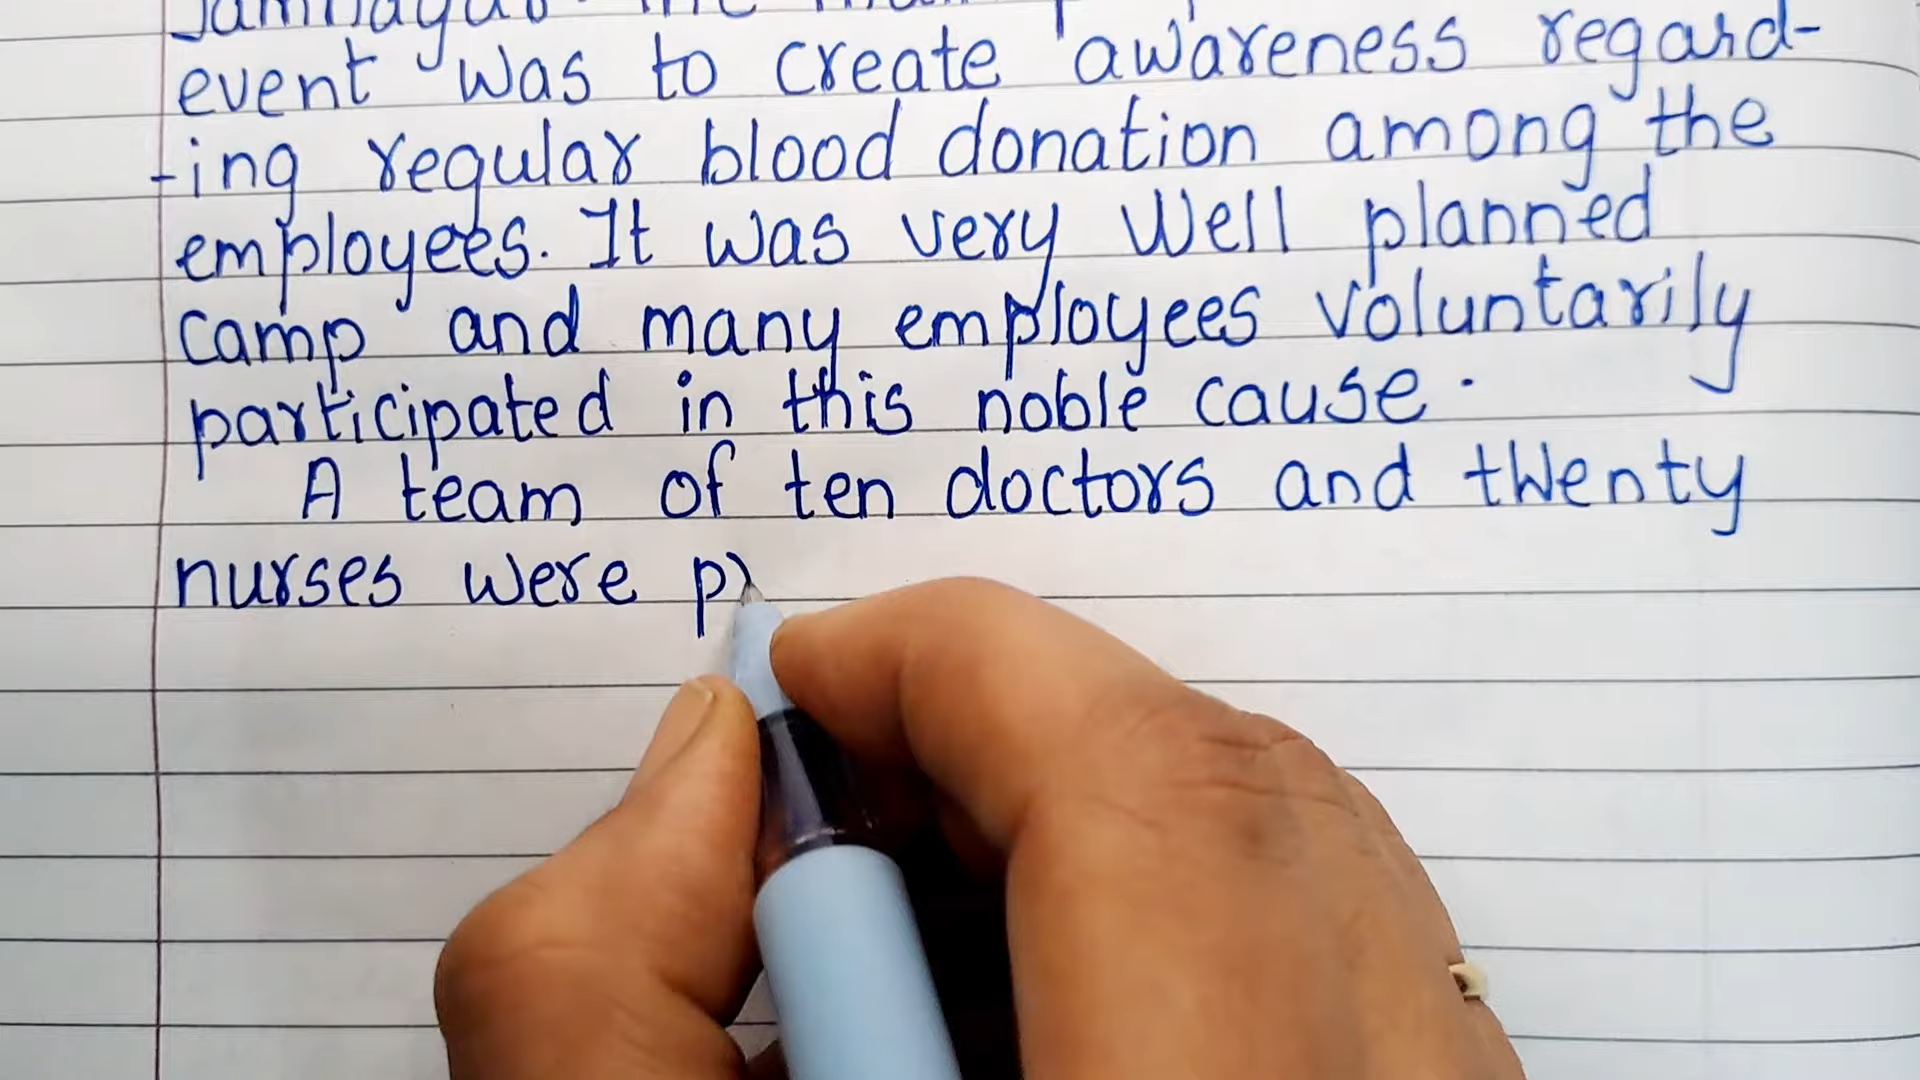 event was to create awareness regard-
-ing regular blood donation among the
employees. It was very well planned
camp and many employees voluntarily
participated in this noble cause.
A team of ten doctors and twenty
nurses were